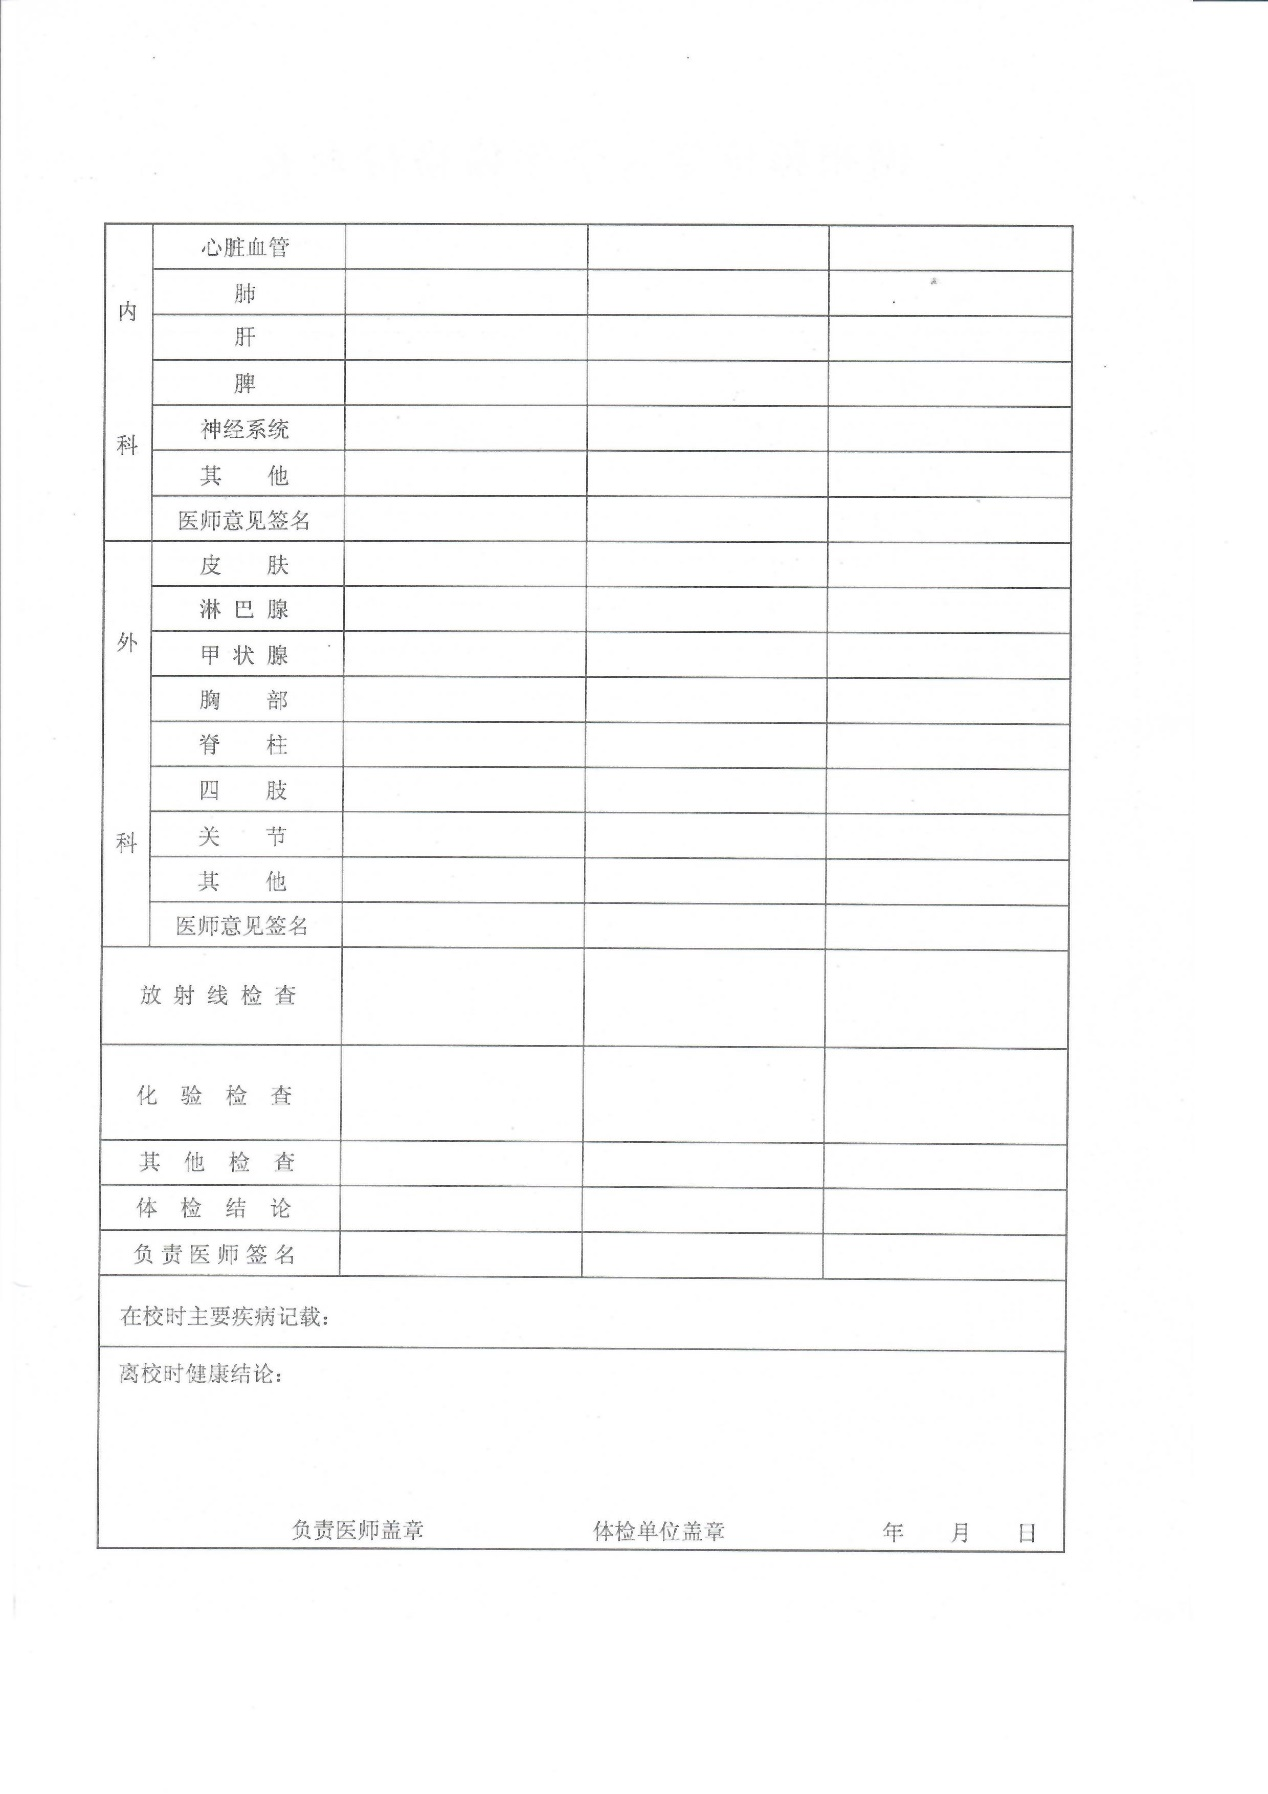 心脏血管
肺
内
肝
脾
神经系统
科
其 他
医师意见签名
皮 肤
淋 巴 腺
外
甲 状 腺
胸 部
脊 柱
四 肢
关 节
科
其 他
医师意见签名
放 射 线 检 查
化 验 检 查
其 他 检 查
体 检 结 论
负 责 医 师 签 名
在校时主要疾病记载：
离校时健康结论：
负责医师盖章 体检单位盖章 年 月 日